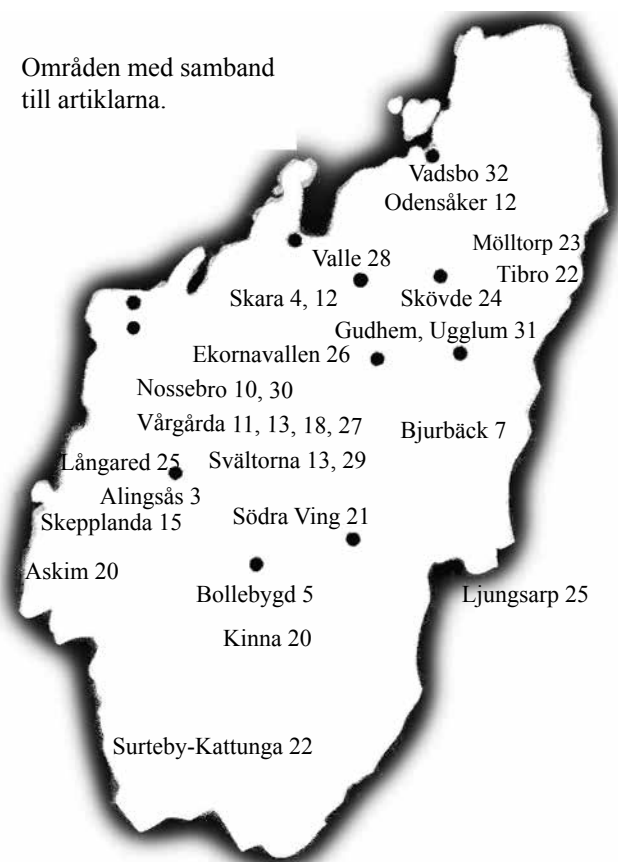 Områden med samband
till artiklarna.
Vadsbo 32
Odensåker 12
Mölltorp 23
Valle 28
Tibro 22
Skara 4, 12
Skövde 24
Gudhem, Ugglum 31
Ekornavallen 26
Nossebro 10, 30
Vårgårda 11, 13, 18, 27
Bjurbäck 7
Långared 25
Svältorna 13, 29
Alingsås 3
Skepplanda 15
Södra Ving 21
Askim 20
Bollebygd 5
Ljungsarp 25
Kinna 20
Surteby-Kattunga 22